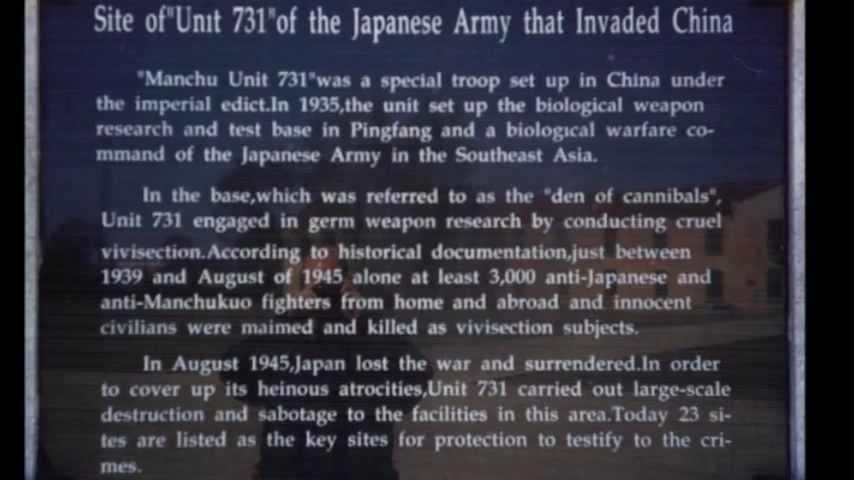 Site of"Unit 731"of the Japanese Army that Invaded China
"Manchu Unit 731"was a special troop set up in China under
the imperial edict.In 1935,the unit set up the biological weapon
research and test base in Pingfang and a biological warfare co-
mmand of the Japanese Army in the Southeast Asia.
In the base,which was referred to as the "den of cannibals",
Unit 731 engaged in germ weapon research by conducting cruel
vivisection.According to historical documentation,just between
1939 and August of 1945 alone at least 3,000 anti-Japanese and
anti-Manchukuo fighters from home and abroad and innocent
civilians were maimed and killed as vivisection subjects.
In August 1945,Japan lost the war and surrendered.In order
to cover up its heinous atrocities,Unit 731 carried out large-scale
destruction and sabotage to the facilities in this area.Today 23 si-
tes are listed as the key sites for protection to testify to the cri-
mes.